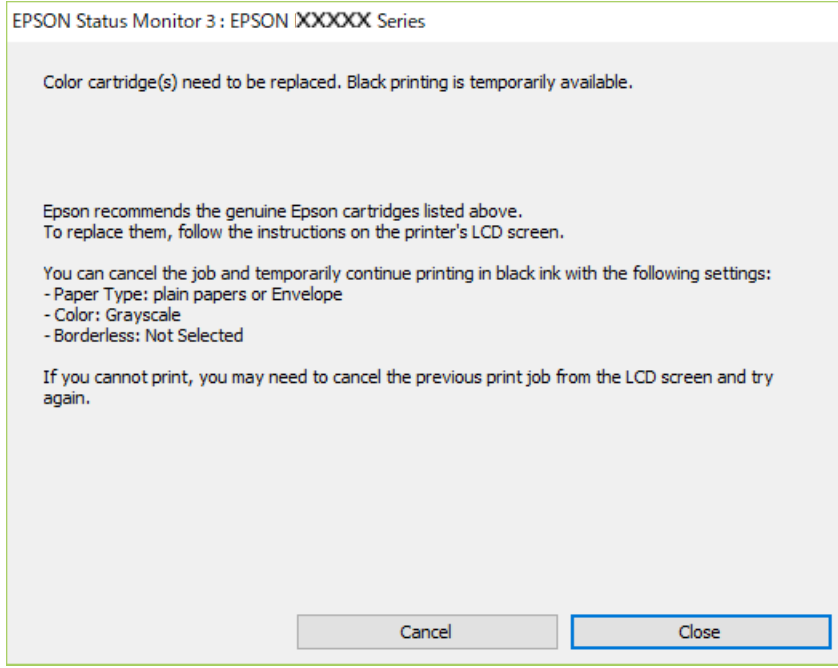 EPSON Status Monitor 3 : EPSON XXXXX Series
Color cartridge(s) need to be replaced. Black printing is temporarily available.
Epson recommends the genuine Epson cartridges listed above.
To replace them, follow the instructions on the printer's LCD screen.
You can cancel the job and temporarily continue printing in black ink with the following settings:
- Paper Type: plain papers or Envelope
- Color: Grayscale
- Borderless: Not Selected
If you cannot print, you may need to cancel the previous print job from the LCD screen and try
again.
Cancel
Close